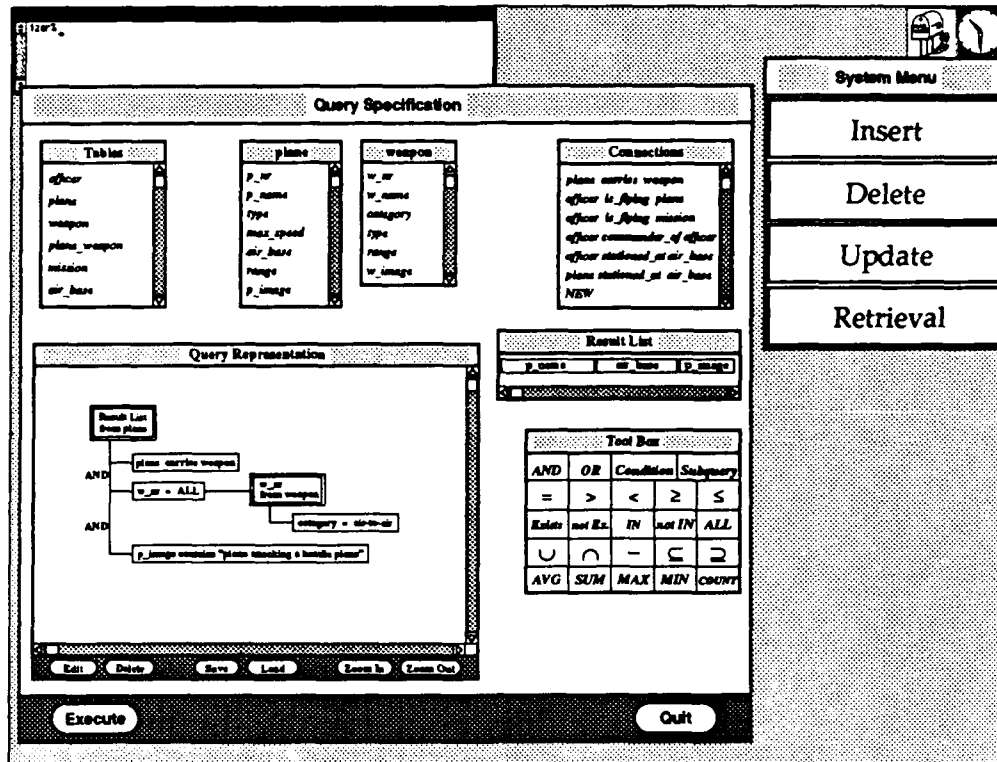 izar%
System Menu
Insert
Delete
Update
Retrieval
Query Specification
Tables
officer
plane
weapon
plane_weapon
mission
air_base
plane
p_nr
p_name
type
max_speed
air_base
range
p_image
weapon
w_nr
w_name
category
type
range
w_image
Connections
plane carries weapon
officer is_flying plane
officer is_flying mission
officer commander_of officer
officer stationed_at air_base
plane stationed_at air_base
NEW
Query Representation
Result List
from plane
AND
plane carries weapon
w_nr = ALL
w_nr
from weapon
category = air-to-air
AND
p_image contains "plane attacking a hostile plane"
Edit Delete Save Load Zoom In Zoom Out
Result List
p_name air_base p_image
Tool Box
AND OR Condition Subquery
= > < ≥ ≤
Exists not Ex. IN not IN ALL
∪ ∩ − ⊆ ⊇
AVG SUM MAX MIN COUNT
Execute Quit